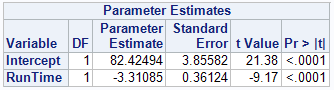 Parameter Estimates
Parameter Standard
Variable DF Estimate Error t Value Pr > |t|
Intercept 1 82.42494 3.85582 21.38 <.0001
RunTime 1 -3.31085 0.36124 -9.17 <.0001